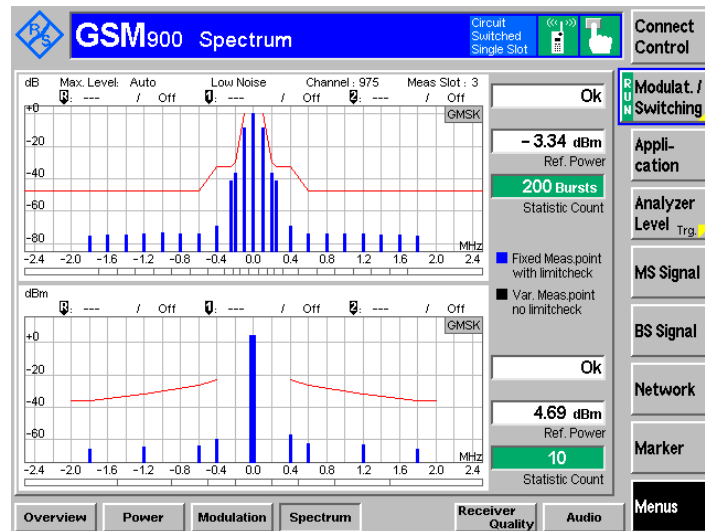 R/S GSM900 Spectrum
Circuit
Switched
Single Slot
Connect
Control
dB Max. Level: Auto Low Noise Channel : 975 Meas Slot : 3
R: --- / Off 1: --- / Off 2: --- / Off
GMSK
+0
-20
-40
-60
-80
MHz
-2.4 -2.0 -1.6 -1.2 -0.8 -0.4 0.0 0.4 0.8 1.2 1.6 2.0 2.4
Ok
- 3.34 dBm
Ref. Power
200 Bursts
Statistic Count
Fixed Meas.point
with limitcheck
Var. Meas.point
no limitcheck
dBm
R: --- / Off 1: --- / Off 2: --- / Off
GMSK
+0
-20
-40
-60
MHz
-2.4 -2.0 -1.6 -1.2 -0.8 -0.4 0.0 0.4 0.8 1.2 1.6 2.0 2.4
Ok
4.69 dBm
Ref. Power
10
Statistic Count
RUN
Modulat. /
Switching
Appli-
cation
Analyzer
Level Trg.
MS Signal
BS Signal
Network
Marker
Menus
Overview Power Modulation Spectrum Receiver Quality Audio